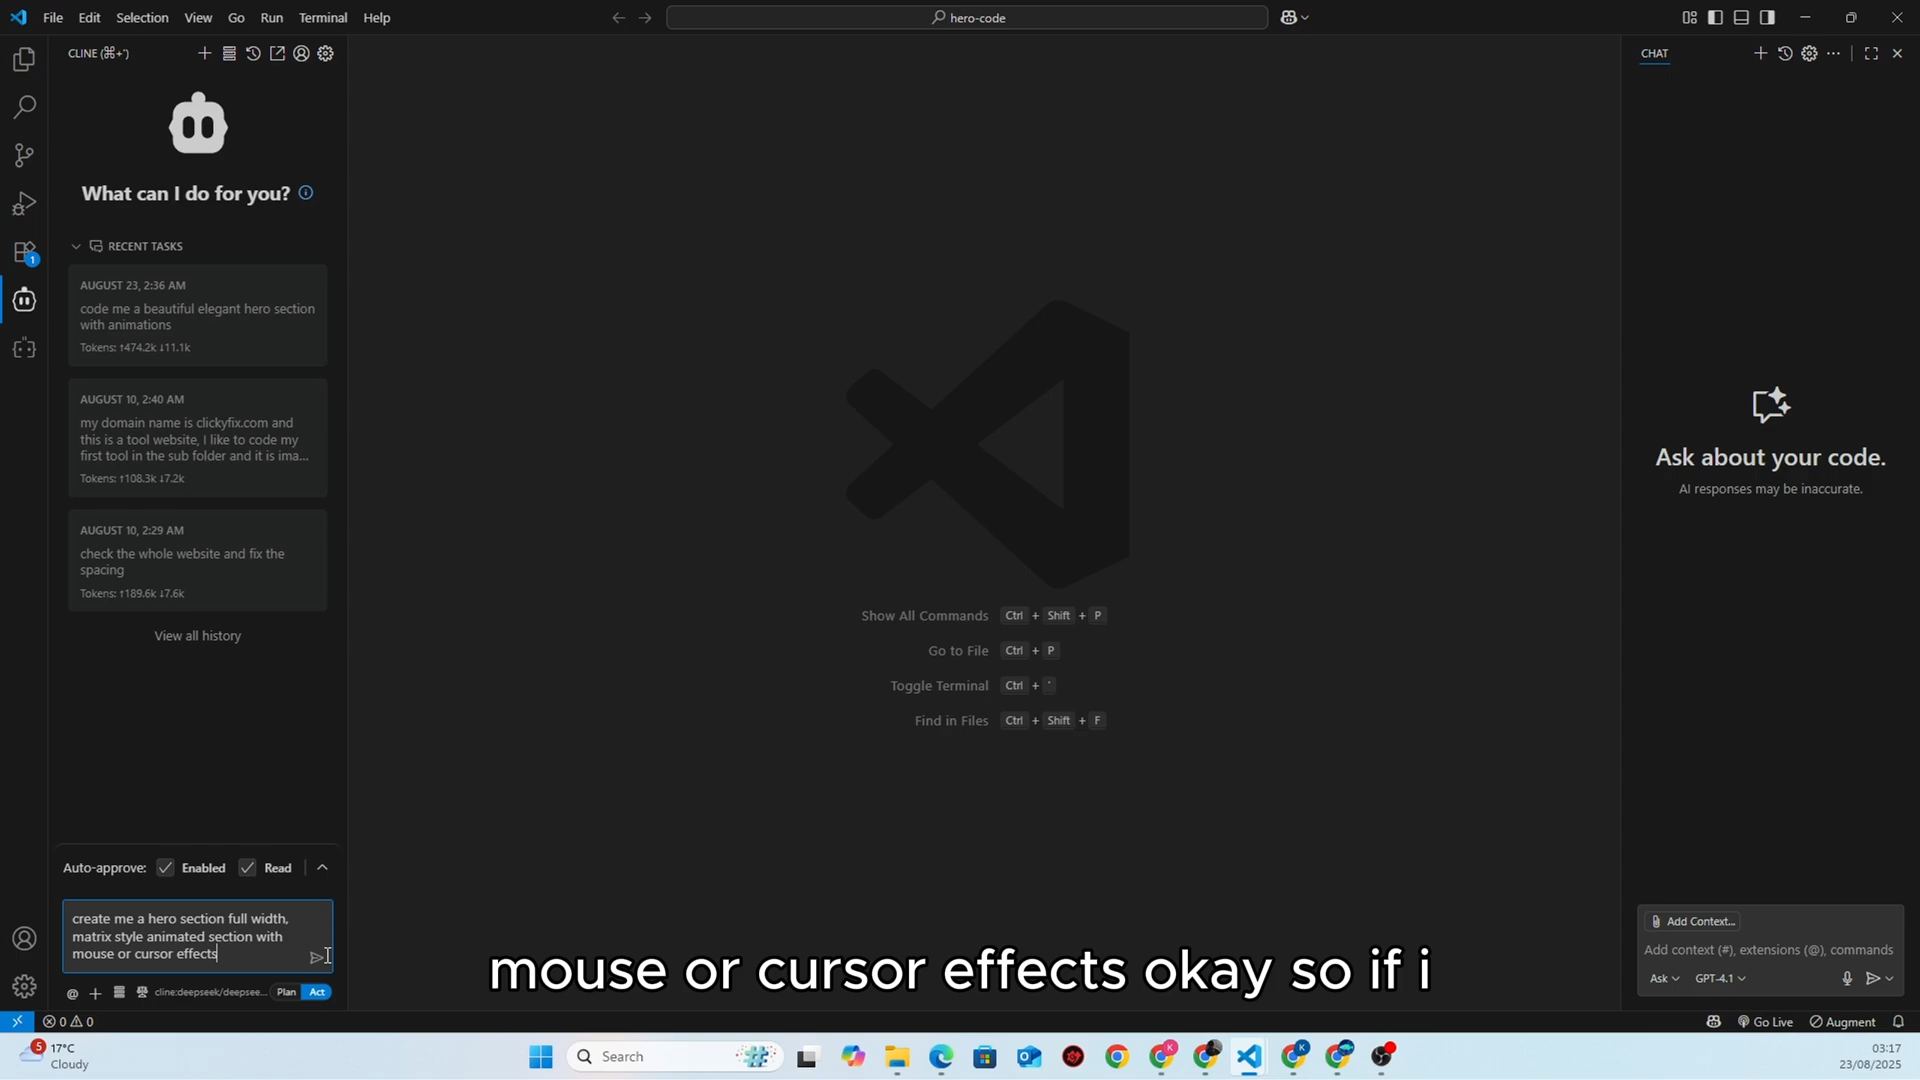 File Edit Selection View Go Run Terminal Help
hero-code
CLINE (⌘+')
What can I do for you?
RECENT TASKS
AUGUST 23, 2:36 AM
code me a beautiful elegant hero section
with animations
Tokens: ↑474.2k ↓11.1k
AUGUST 10, 2:40 AM
my domain name is clickyfix.com and
this is a tool website, I like to code my
first tool in the sub folder and it is ima...
Tokens: ↑108.3k ↓7.2k
AUGUST 10, 2:29 AM
check the whole website and fix the
spacing
Tokens: ↑189.6k ↓7.6k
View all history
Auto-approve: Enabled Read
create me a hero section full width,
matrix style animated section with
mouse or cursor effects
@ + cline:deepseek/deepsee... Plan Act
Show All Commands Ctrl + Shift + P
Go to File Ctrl + P
Toggle Terminal Ctrl + `
Find in Files Ctrl + Shift + F
mouse or cursor effects okay so if i
CHAT
Ask about your code.
AI responses may be inaccurate.
Add Context...
Add context (#), extensions (@), commands
Ask GPT-4.1
1
0 0
Go Live Augment
5
17°C
Cloudy
Search
K
K
03:17
23/08/2025